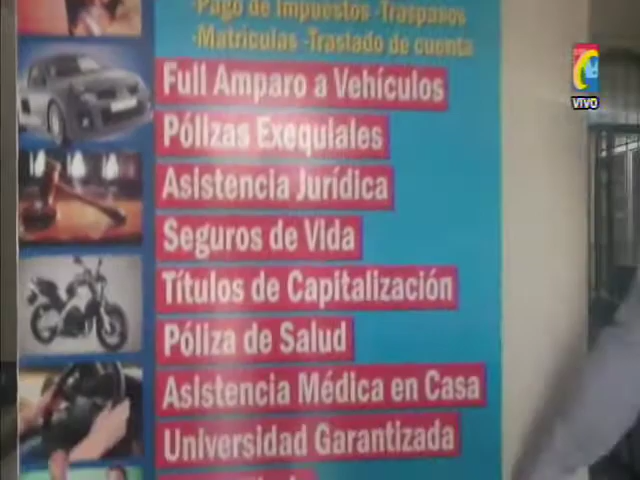 -Pago de Impuestos -Traspasos
-Matriculas -Traslado de cuenta
Full Amparo a Vehículos
Pólizas Exequiales
Asistencia Jurídica
Seguros de Vida
Títulos de Capitalización
Póliza de Salud
Asistencia Médica en Casa
Universidad Garantizada
VIVO